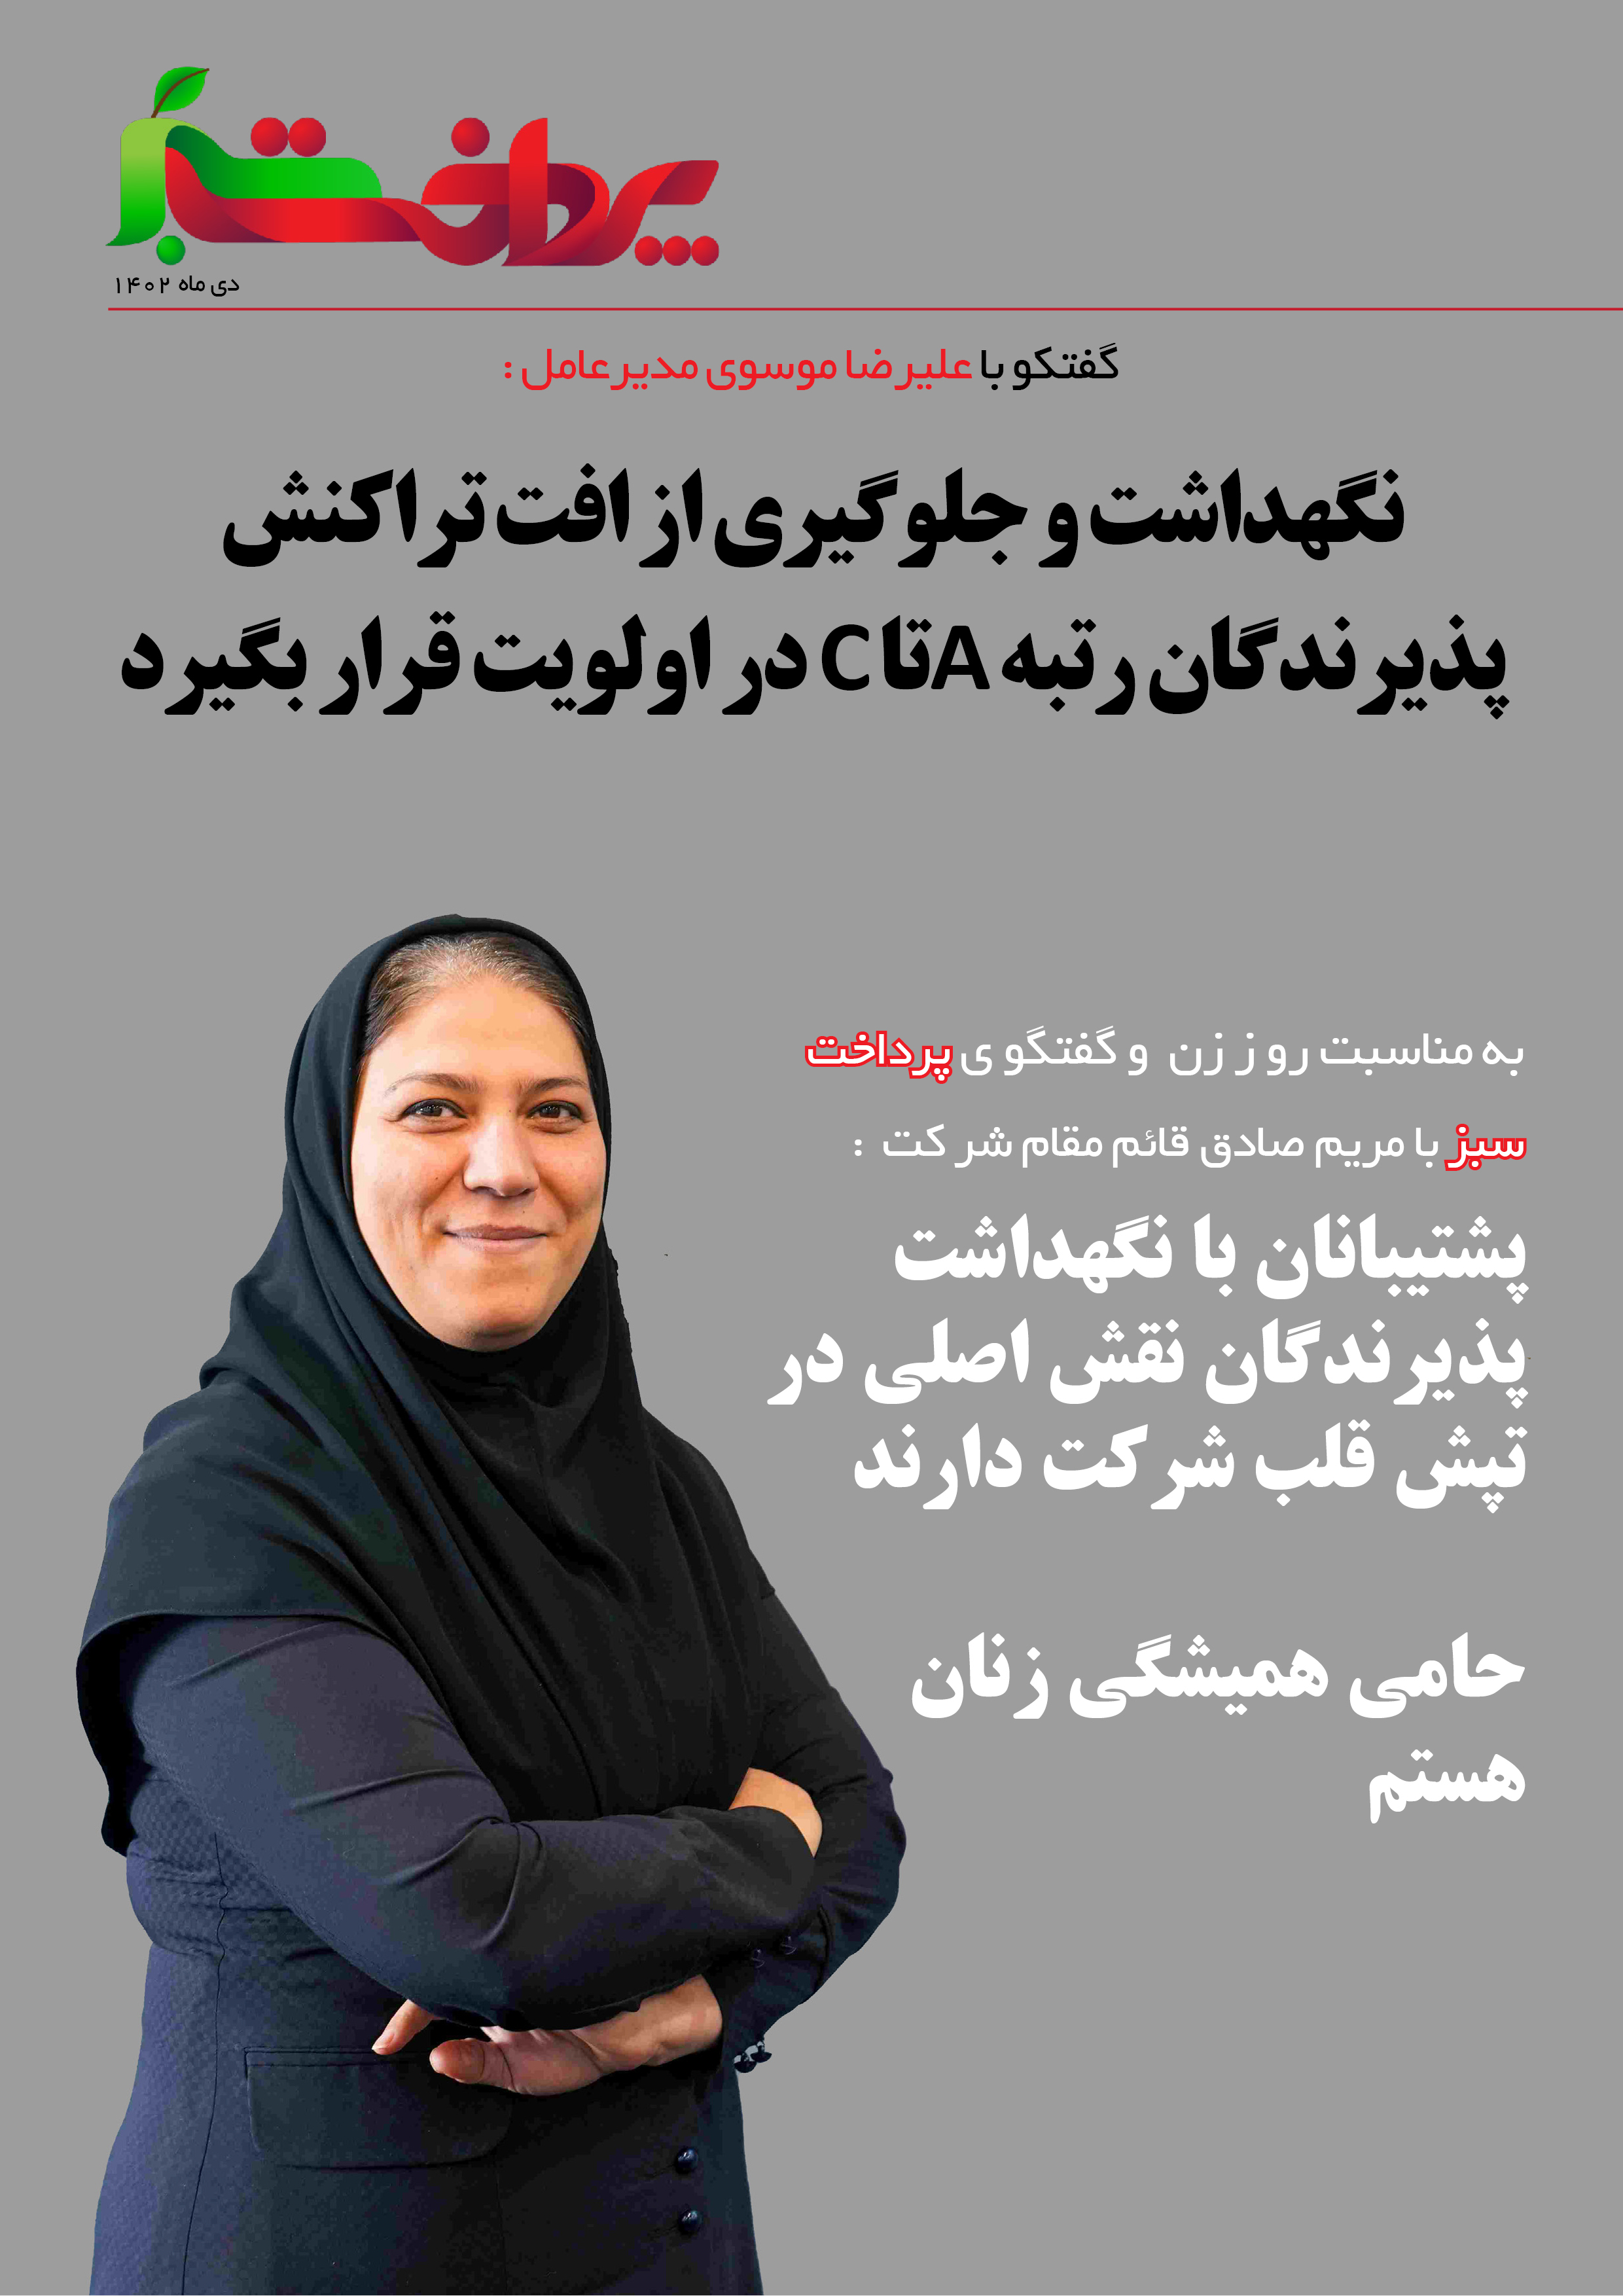 پرداخت سبز
دی ماه ۱۴۰۲
گفتگو با علیرضا موسوی مدیرعامل :
نگهداشت و جلوگیری از افت تراکنش
پذیرندگان رتبه A تا C در اولویت قرار بگیرد
به مناسبت روز زن و گفتگوی پرداخت
سبز با مریم صادق قائم مقام شرکت :
پشتیبانان با نگهداشت
پذیرندگان نقش اصلی در
تپش قلب شرکت دارند
حامی همیشگی زنان
هستم